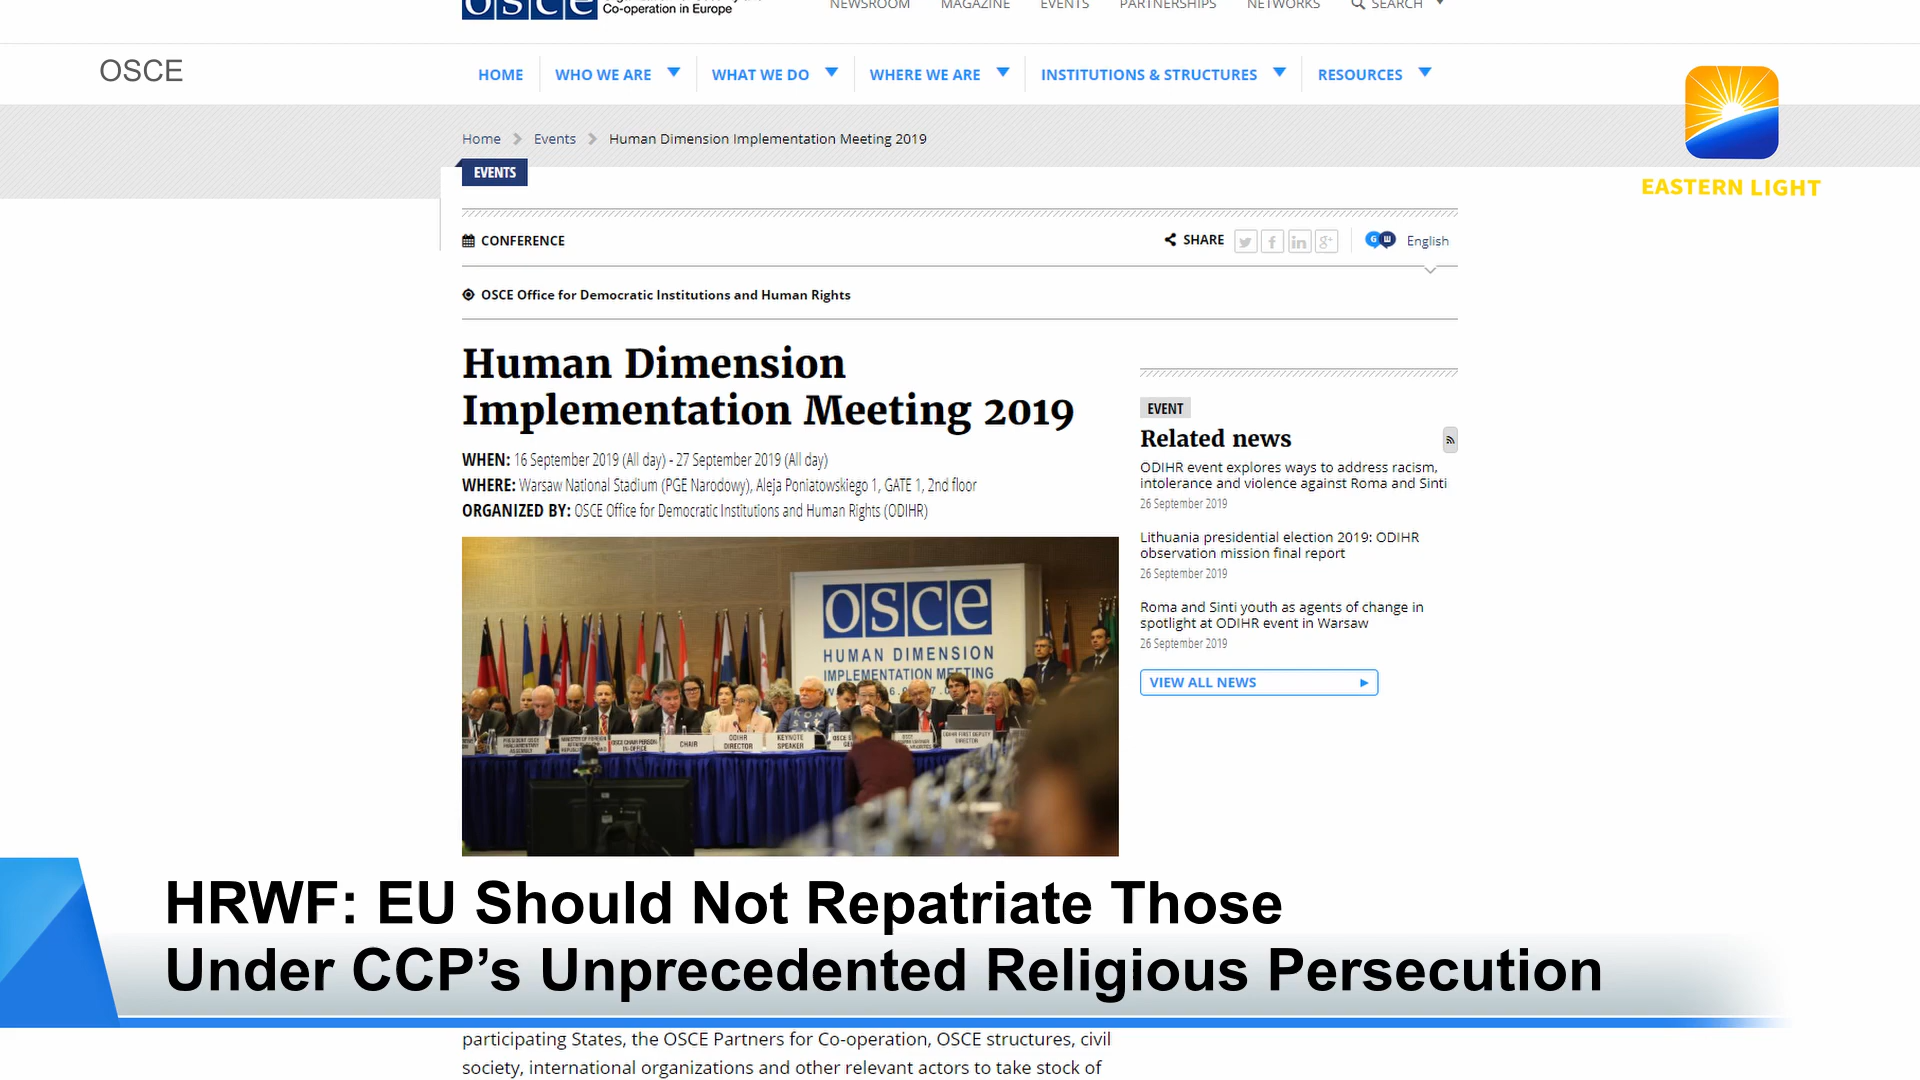 osce
Co-operation in Europe
NEWSROOM MAGAZINE EVENTS PARTNERSHIPS NETWORKS SEARCH
OSCE
HOME WHO WE ARE WHAT WE DO WHERE WE ARE INSTITUTIONS & STRUCTURES RESOURCES
EASTERN LIGHT
Home Events Human Dimension Implementation Meeting 2019
EVENTS
CONFERENCE
SHARE
English
OSCE Office for Democratic Institutions and Human Rights
Human Dimension
Implementation Meeting 2019
WHEN: 16 September 2019 (All day) - 27 September 2019 (All day)
WHERE: Warsaw National Stadium (PGE Narodowy), Aleja Poniatowskiego 1, GATE 1, 2nd floor
ORGANIZED BY: OSCE Office for Democratic Institutions and Human Rights (ODIHR)
osce
HUMAN DIMENSION
IMPLEMENTATION MEETING
CHAIR
ODIHR
DIRECTOR
KEYNOTE
SPEAKER
ODIHR FIRST DEPUTY
DIRECTOR
EVENT
Related news
ODIHR event explores ways to address racism,
intolerance and violence against Roma and Sinti
26 September 2019
Lithuania presidential election 2019: ODIHR
observation mission final report
26 September 2019
Roma and Sinti youth as agents of change in
spotlight at ODIHR event in Warsaw
26 September 2019
VIEW ALL NEWS
HRWF: EU Should Not Repatriate Those
Under CCP’s Unprecedented Religious Persecution
participating States, the OSCE Partners for Co-operation, OSCE structures, civil
society, international organizations and other relevant actors to take stock of